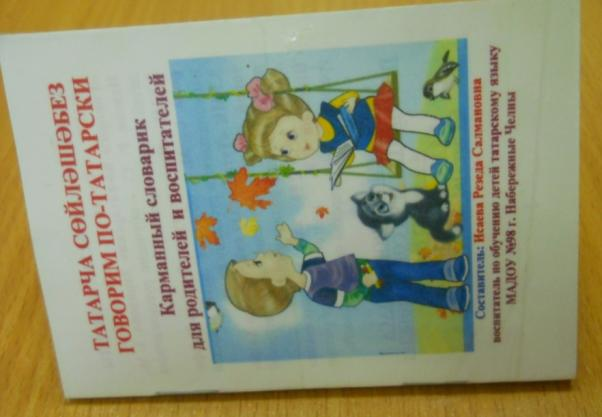 ТАТАРЧА СӨЙЛӘШӘБЕЗ
ГОВОРИМ ПО-ТАТАРСКИ
Карманный словарик
для родителей и воспитателей
Составитель: Исаева Резеда Салмановна
воспитатель по обучению детей татарскому языку
МАДОУ №98 г. Набережные Челны